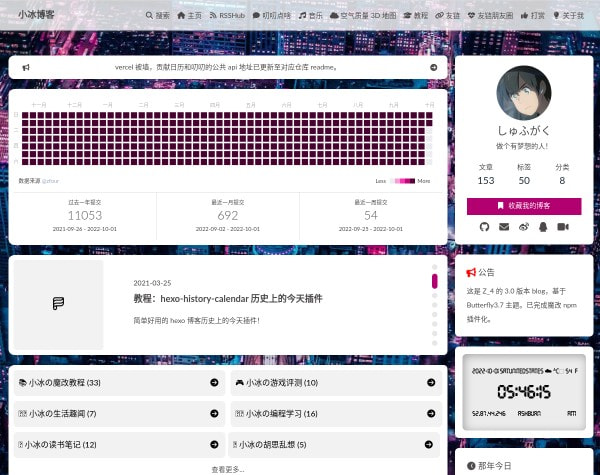 小冰博客
搜索 主页 RSSHub 叨叨点啥 音乐 空气质量 3D 地图 教程 友链 友链朋友圈 打赏 关于我
vercel 被墙，贡献日历和叨叨的公共 api 地址已更新至对应仓库 readme。
十一月 十二月 一月 二月 三月 四月 五月 六月 七月 八月 九月 十月
数据来源 @zfour
Less More
过去一年提交 最近一月提交 最近一周提交
11053 692 54
2021-09-26 - 2022-10-01 2022-09-02 - 2022-10-01 2022-09-25 - 2022-10-01
2021-03-25
教程：hexo-history-calendar 历史上的今天插件
简单好用的 hexo 博客历史上的今天插件！
小冰の魔改教程 (33)
小冰の游戏评测 (10)
小冰の生活趣闻 (7)
小冰の编程学习 (16)
小冰の读书笔记 (12)
小冰の胡思乱想 (5)
查看更多...
しゅふがく
做个有梦想的人！
文章 标签 分类
153 50 8
收藏我的博客
公告
这是 Z_4 的 3.0 版本 blog，基于
Butterfly3.7 主题。已完成魔改 npm
插件化。
2022-10-01 SAT UNITEDSTATES ℃ 54 F
05:46:15
52.87.44.246 ASHBURN AM
那年今日